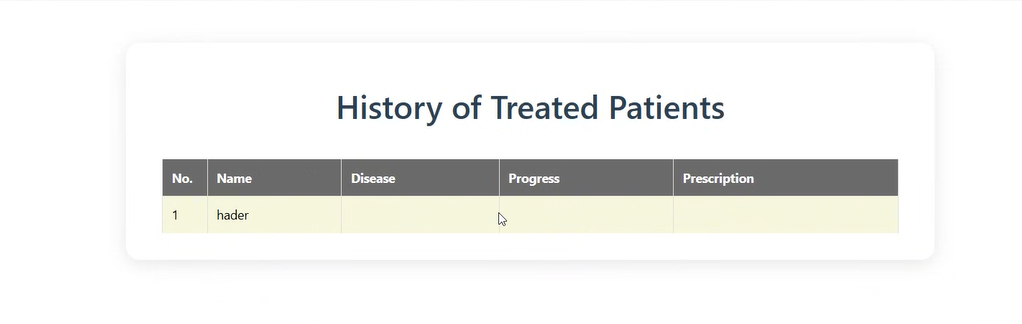 History of Treated Patients
No. Name Disease Progress Prescription
1 hader